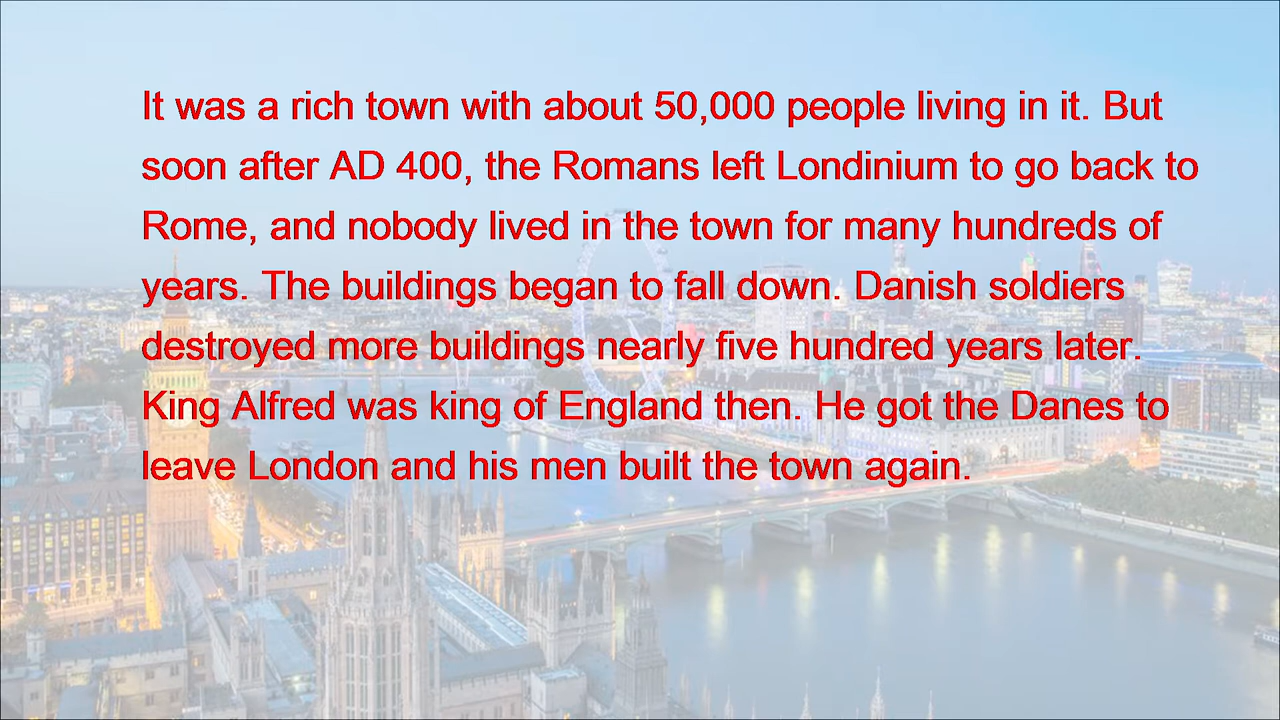 It was a rich town with about 50,000 people living in it. But
soon after AD 400, the Romans left Londinium to go back to
Rome, and nobody lived in the town for many hundreds of
years. The buildings began to fall down. Danish soldiers
destroyed more buildings nearly five hundred years later.
King Alfred was king of England then. He got the Danes to
leave London and his men built the town again.